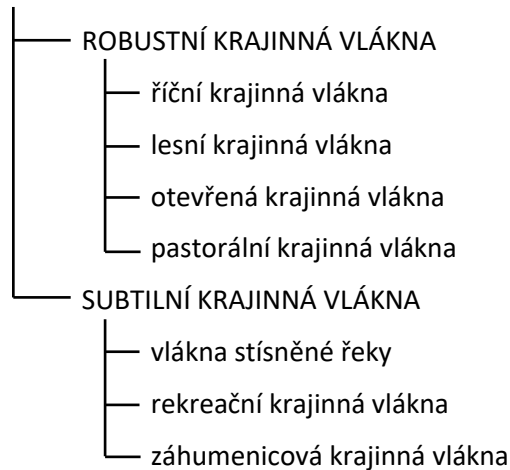 ROBUSTNÍ KRAJINNÁ VLÁKNA
říční krajinná vlákna
lesní krajinná vlákna
otevřená krajinná vlákna
pastorální krajinná vlákna
SUBTILNÍ KRAJINNÁ VLÁKNA
vlákna stísněné řeky
rekreační krajinná vlákna
záhumenicová krajinná vlákna